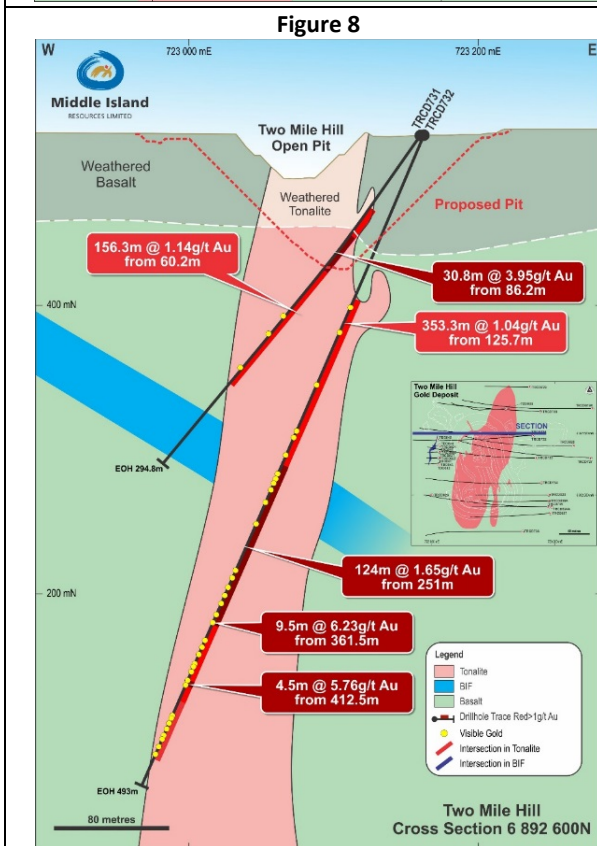 Figure 8
W
723 000 mE
723 200 mE
E
Middle Island
RESOURCES LIMITED
TRCD731
TRCD732
Two Mile Hill
Open Pit
Weathered
Basalt
Weathered
Tonalite
Proposed Pit
156.3m @ 1.14g/t Au
from 60.2m
30.8m @ 3.95g/t Au
from 86.2m
400 mN
353.3m @ 1.04g/t Au
from 125.7m
Two Mile Hill
Gold Deposit
SECTION
EOH 294.8m
124m @ 1.65g/t Au
from 251m
200 mN
9.5m @ 6.23g/t Au
from 361.5m
4.5m @ 5.76g/t Au
from 412.5m
Legend
Tonalite
BIF
Basalt
Drillhole Trace Red>1g/t Au
Visible Gold
Intersection in Tonalite
Intersection in BIF
EOH 493m
80 metres
Two Mile Hill
Cross Section 6 892 600N